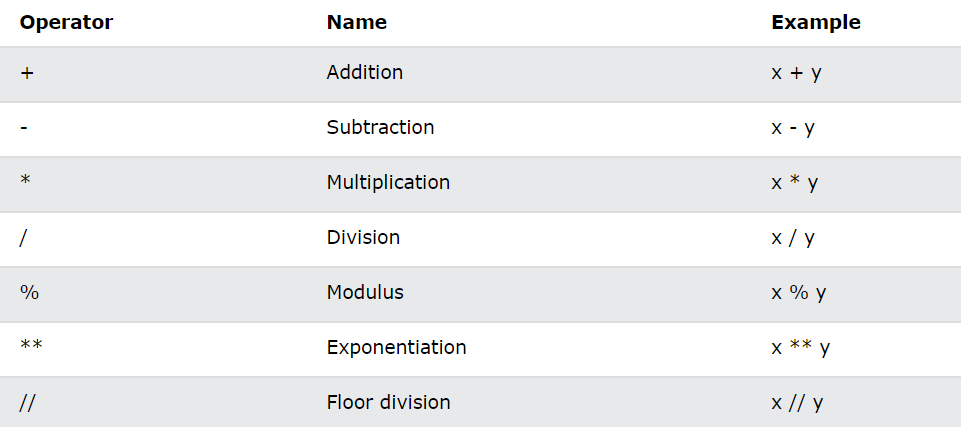 Operator Name Example
+ Addition x + y
- Subtraction x - y
* Multiplication x * y
/ Division x / y
% Modulus x % y
** Exponentiation x ** y
// Floor division x // y